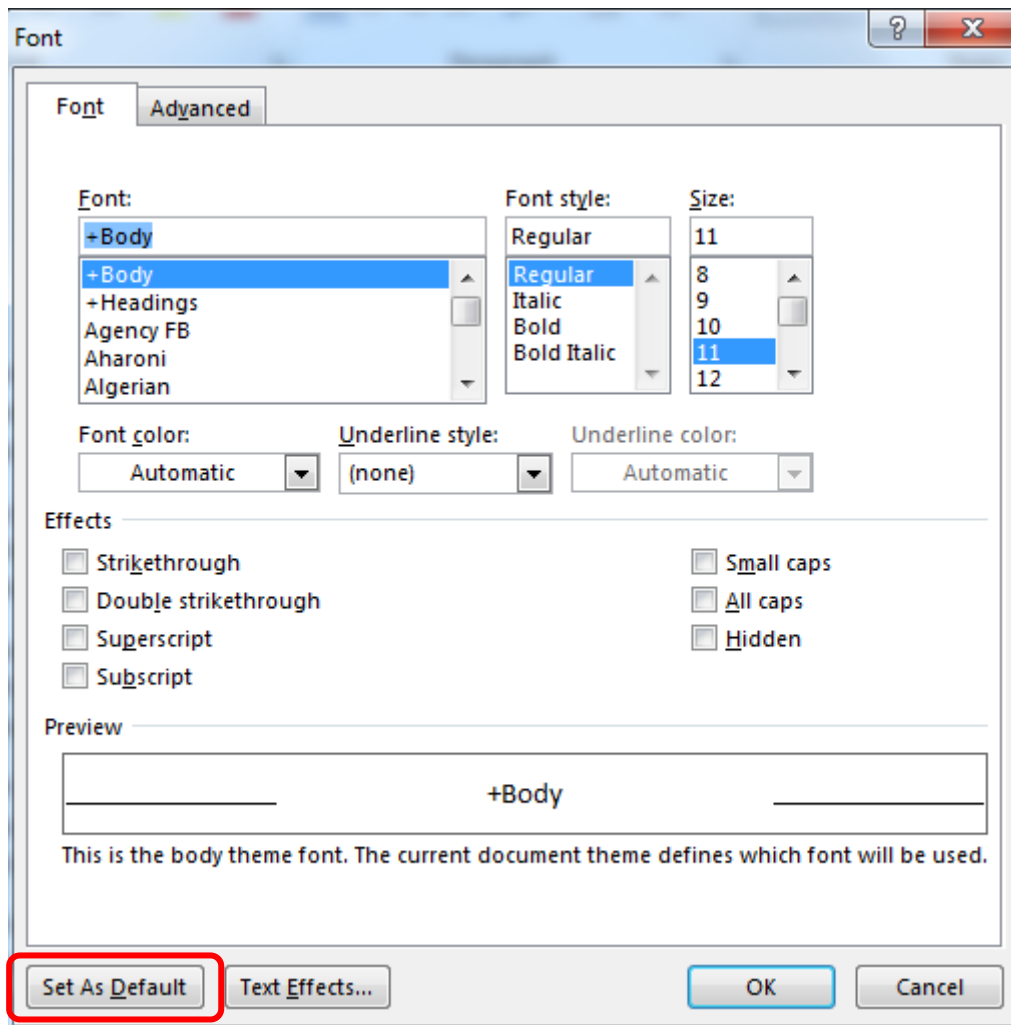 Font
Font Advanced
Font: Font style: Size:
+Body Regular 11
+Body Regular 8
+Headings Italic 9
Agency FB Bold 10
Aharoni Bold Italic 11
Algerian 12
Font color: Underline style: Underline color:
Automatic (none) Automatic
Effects
Strikethrough Small caps
Double strikethrough All caps
Superscript Hidden
Subscript
Preview
+Body
This is the body theme font. The current document theme defines which font will be used.
Set As Default Text Effects... OK Cancel